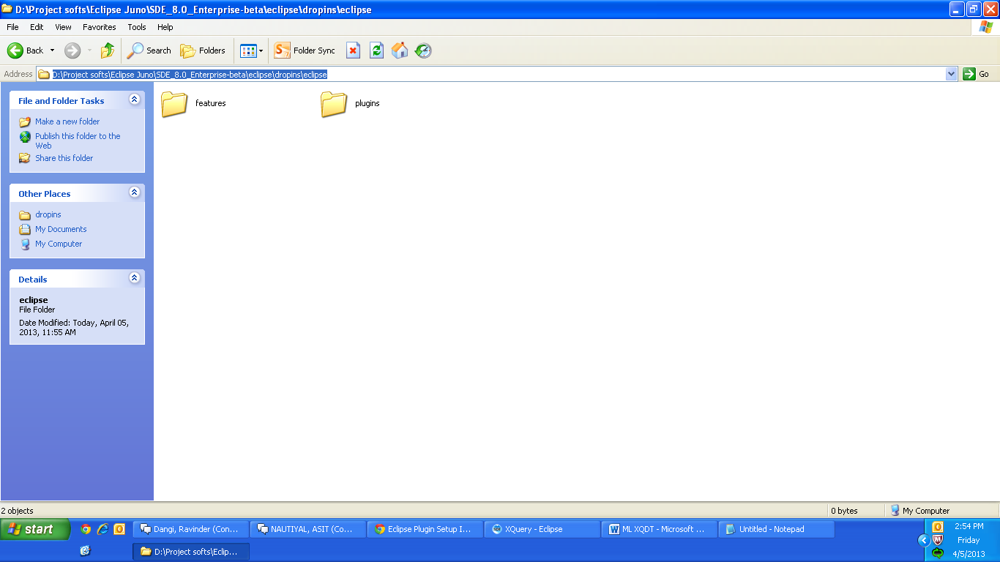 D:\Project softs\Eclipse Juno\SDE_8.0_Enterprise-beta\eclipse\dropins\eclipse
File Edit View Favorites Tools Help
Back Search Folders Folder Sync
Address D:\Project softs\Eclipse Juno\SDE_8.0_Enterprise-beta\eclipse\dropins\eclipse Go
File and Folder Tasks
Make a new folder
Publish this folder to the
Web
Share this folder
Other Places
dropins
My Documents
My Computer
Details
eclipse
File Folder
Date Modified: Today, April 05,
2013, 11:55 AM
features plugins
2 objects 0 bytes My Computer
start Dangi, Ravinder (Con... NAUTIYAL, ASIT (Co... Eclipse Plugin Setup I... XQuery - Eclipse ML XQDT - Microsoft ... Untitled - Notepad 2:54 PM
Friday
D:\Project softs\Eclip... 4/5/2013